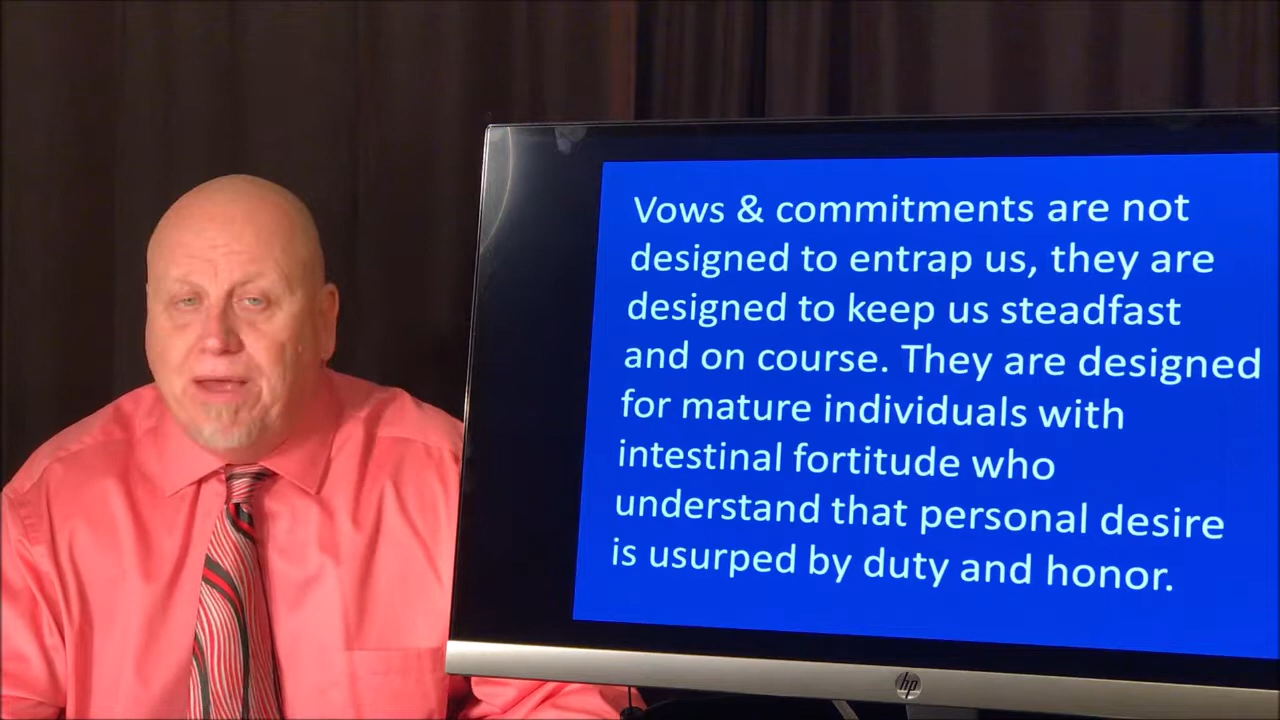 Vows & commitments are not
designed to entrap us, they are
designed to keep us steadfast
and on course. They are designed
for mature individuals with
intestinal fortitude who
understand that personal desire
is usurped by duty and honor.
hp